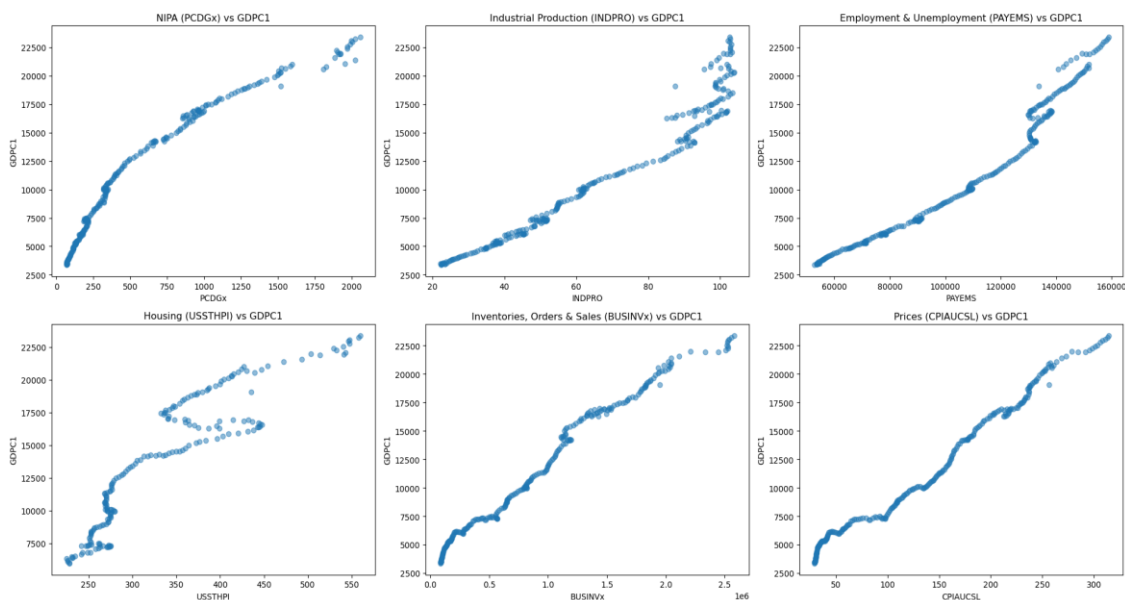 NIPA (PCDGx) vs GDPC1
22500
20000
17500
15000
12500
10000
7500
5000
2500
GDPC1
0 250 500 750 1000 1250 1500 1750 2000
PCDGx
Industrial Production (INDPRO) vs GDPC1
22500
20000
17500
15000
12500
10000
7500
5000
2500
GDPC1
20 40 60 80 100
INDPRO
Employment & Unemployment (PAYEMS) vs GDPC1
22500
20000
17500
15000
12500
10000
7500
5000
2500
GDPC1
60000 80000 100000 120000 140000 160000
PAYEMS
Housing (USSTHPI) vs GDPC1
22500
20000
17500
15000
12500
10000
7500
GDPC1
250 300 350 400 450 500 550
USSTHPI
Inventories, Orders & Sales (BUSINVx) vs GDPC1
22500
20000
17500
15000
12500
10000
7500
5000
2500
GDPC1
0.0 0.5 1.0 1.5 2.0 2.5
1e6
BUSINVx
Prices (CPIAUCSL) vs GDPC1
22500
20000
17500
15000
12500
10000
7500
5000
2500
GDPC1
50 100 150 200 250 300
CPIAUCSL